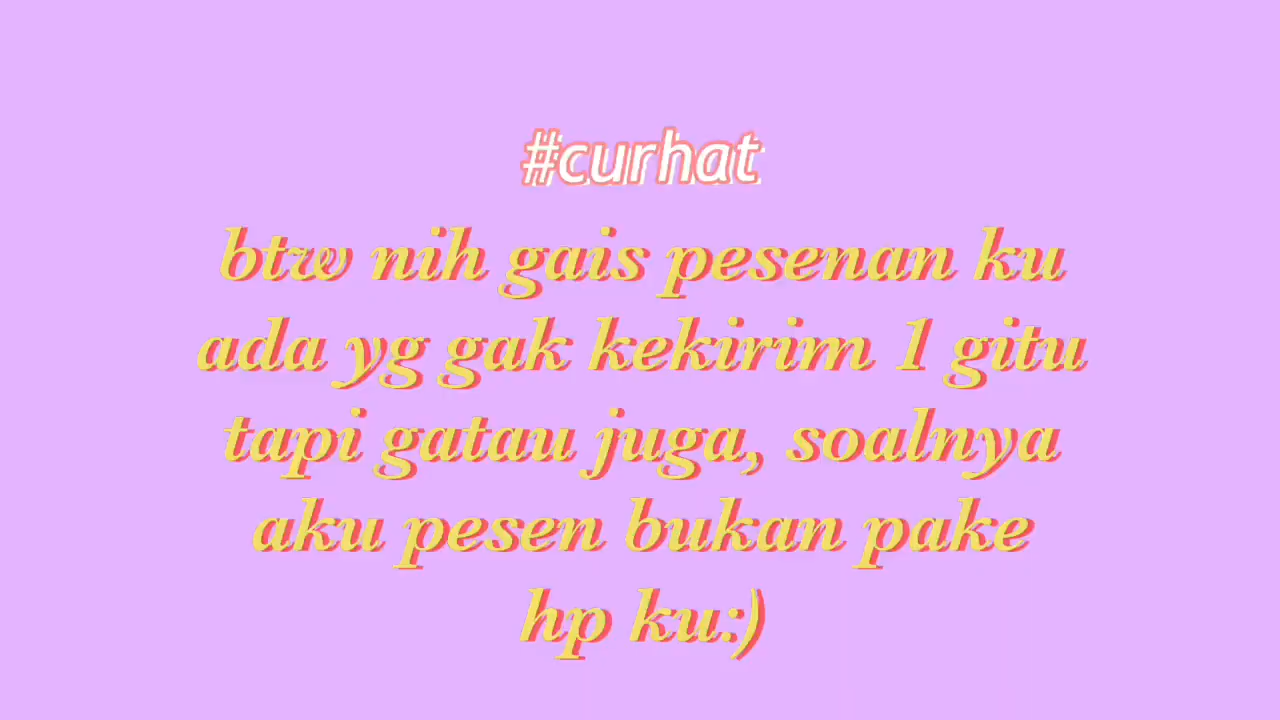 #curhat
btw nih gais pesenan ku
ada yg gak kekirim 1 gitu
tapi gatau juga, soalnya
aku pesen bukan pake
hp ku:)